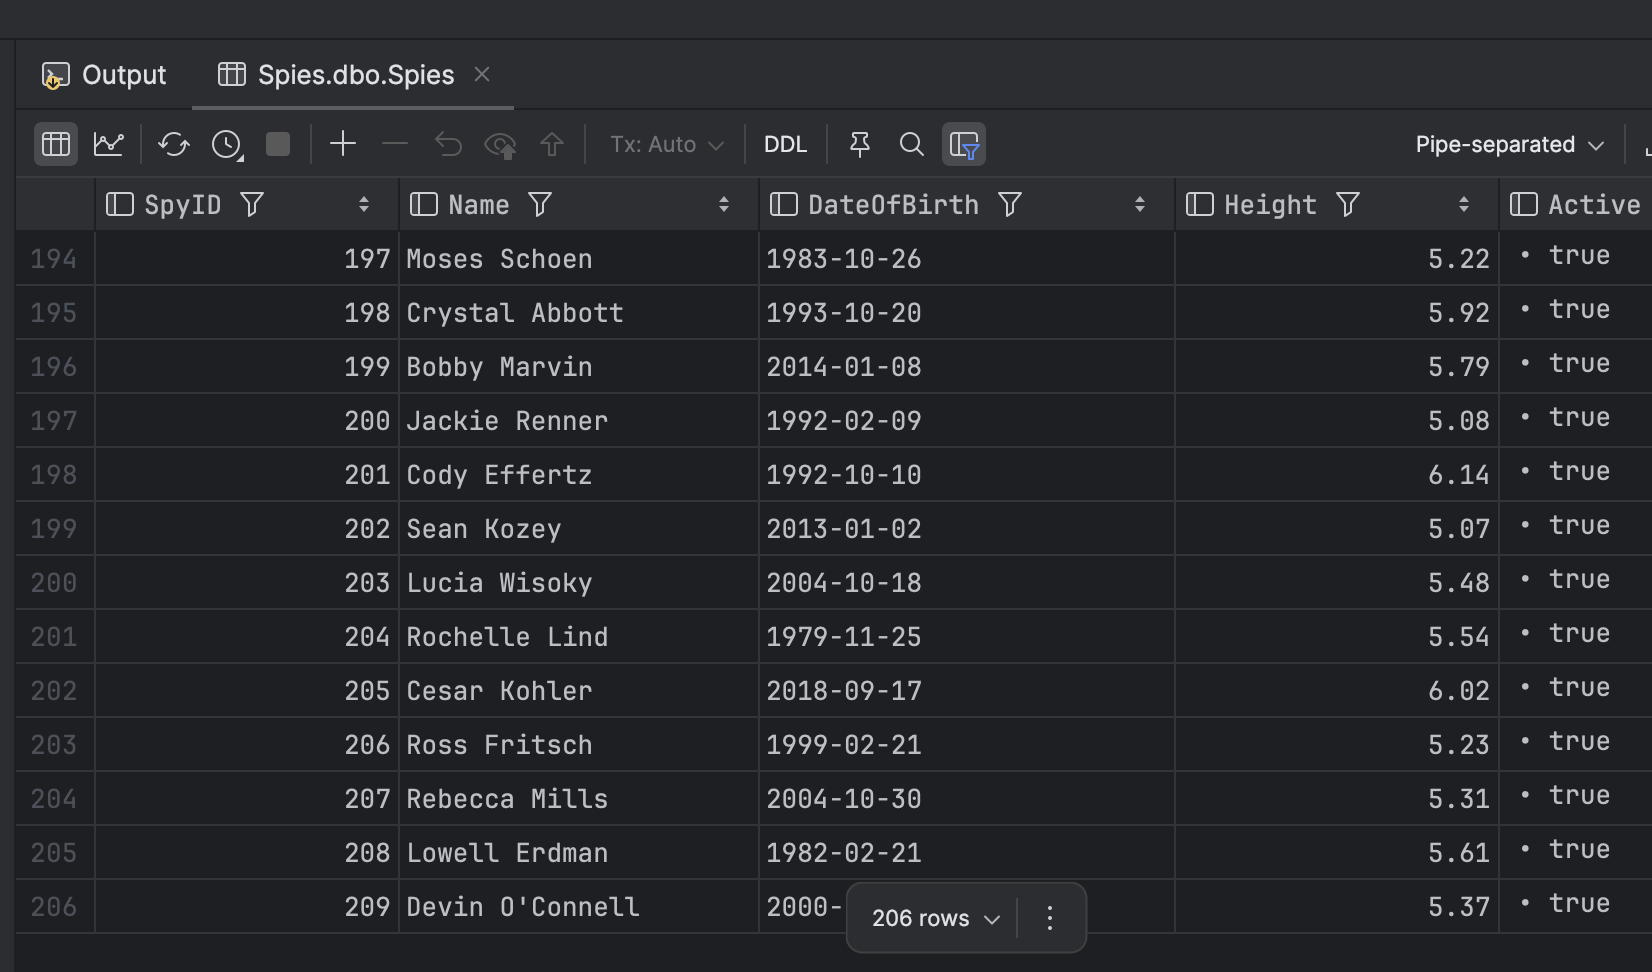 Output Spies.dbo.Spies
Tx: Auto DDL Pipe-separated
SpyID Name DateOfBirth Height Active
194 197 Moses Schoen 1983-10-26 5.22 • true
195 198 Crystal Abbott 1993-10-20 5.92 • true
196 199 Bobby Marvin 2014-01-08 5.79 • true
197 200 Jackie Renner 1992-02-09 5.08 • true
198 201 Cody Effertz 1992-10-10 6.14 • true
199 202 Sean Kozey 2013-01-02 5.07 • true
200 203 Lucia Wisoky 2004-10-18 5.48 • true
201 204 Rochelle Lind 1979-11-25 5.54 • true
202 205 Cesar Kohler 2018-09-17 6.02 • true
203 206 Ross Fritsch 1999-02-21 5.23 • true
204 207 Rebecca Mills 2004-10-30 5.31 • true
205 208 Lowell Erdman 1982-02-21 5.61 • true
206 209 Devin O'Connell 2000- 5.37 • true
206 rows